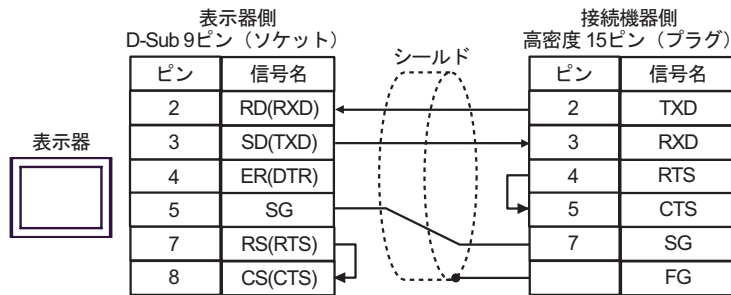 表示器側
D-Sub 9ピン（ソケット）
接続機器側
高密度 15ピン（プラグ）
シールド
表示器
ピン 信号名 ピン 信号名
2 RD(RXD) 2 TXD
3 SD(TXD) 3 RXD
4 ER(DTR) 4 RTS
5 SG 5 CTS
7 RS(RTS) 7 SG
8 CS(CTS) FG